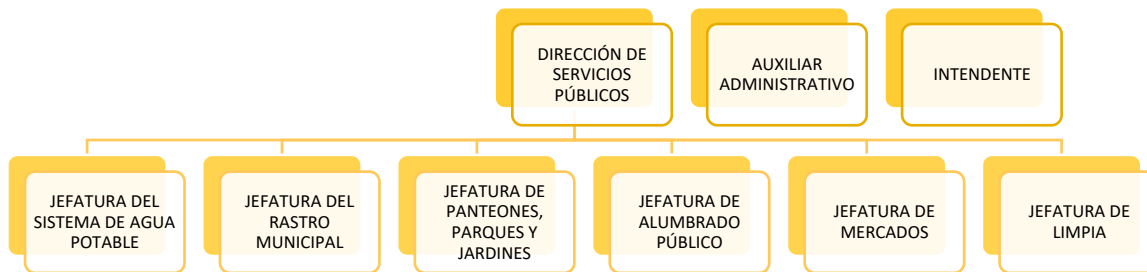 DIRECCIÓN DE
SERVICIOS
PÚBLICOS
AUXILIAR
ADMINISTRATIVO
INTENDENTE
JEFATURA DEL
SISTEMA DE AGUA
POTABLE
JEFATURA DEL
RASTRO
MUNICIPAL
JEFATURA DE
PANTEONES,
PARQUES Y
JARDINES
JEFATURA DE
ALUMBRADO
PÚBLICO
JEFATURA DE
MERCADOS
JEFATURA DE
LIMPIA